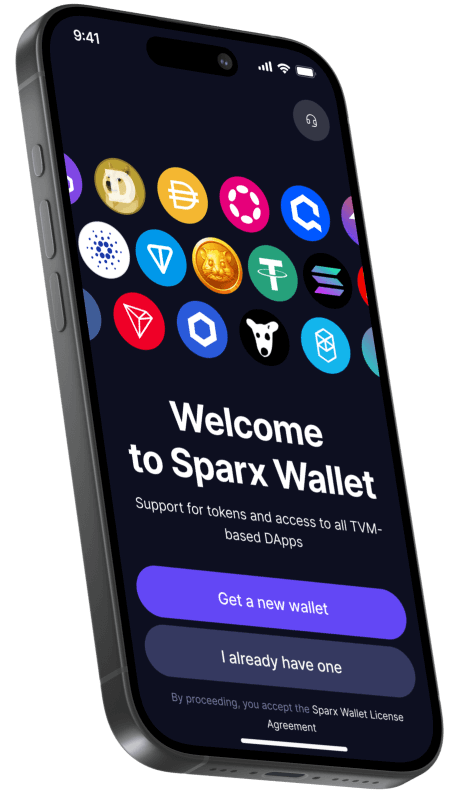 9:41
Welcome
to Sparx Wallet
Support for tokens and access to all TVM-
based DApps
Get a new wallet
I already have one
By proceeding, you accept the Sparx Wallet License
Agreement